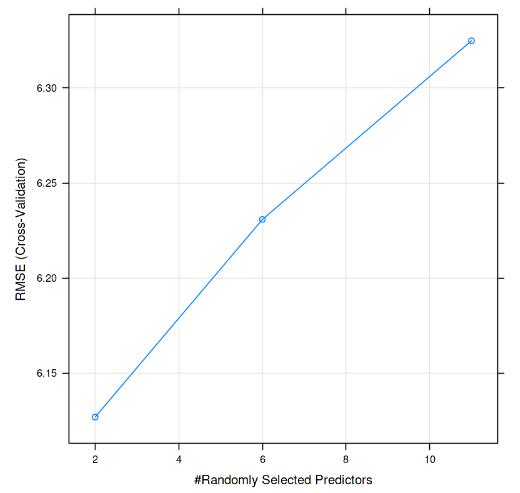 6.30
6.25
6.20
6.15
RMSE (Cross-Validation)
2 4 6 8 10
#Randomly Selected Predictors